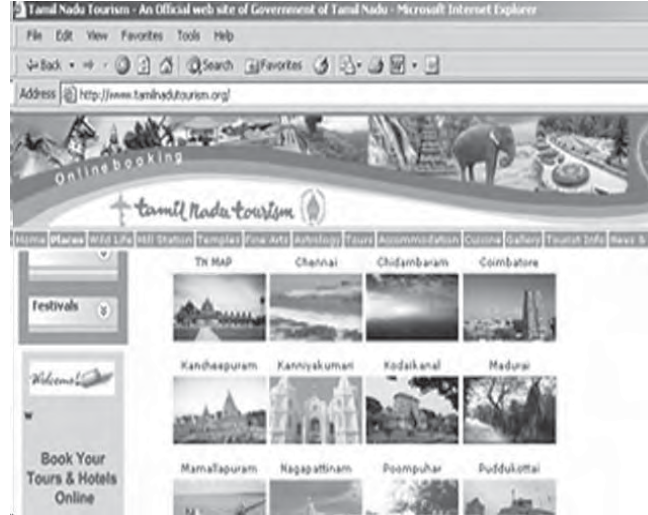 Tamil Nadu Tourism - An Official web site of Government of Tamil Nadu - Microsoft Internet Explorer
File Edit View Favorites Tools Help
Back Search Favorites
Address http://www.tamilnadutourism.org/
Online booking
tamil nadu tourism
Home Places Wild Life Hill Station Temples Fine Arts Astrology Tours Accommodation Cuisine Gallery Tourist Info News &
TN MAP Chennai Chidambaram Coimbatore
Festivals
Kancheepuram Kanniyakumari Kodaikanal Madurai
Welcome!
w
Book Your
Tours & Hotels
Online
Mamallapuram Nagapattinam Poompuhar Puddukottai